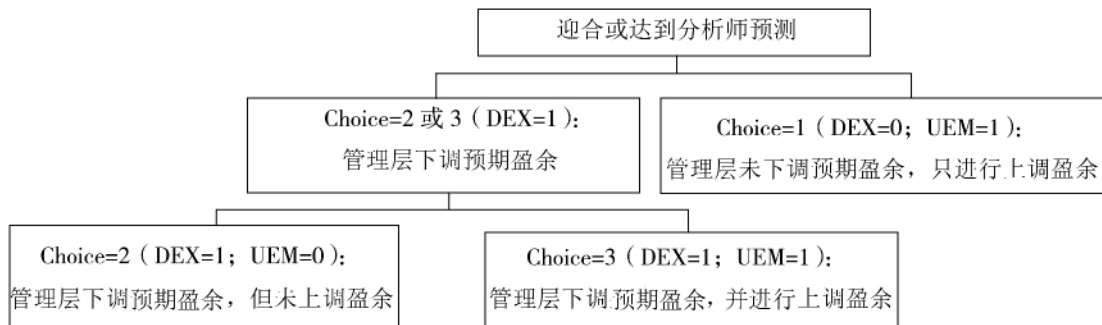 迎合或达到分析师预测
Choice=2 或 3（DEX=1）：
管理层下调预期盈余
Choice=1（DEX=0；UEM=1）：
管理层未下调预期盈余，只进行上调盈余
Choice=2（DEX=1；UEM=0）：
管理层下调预期盈余，但未上调盈余
Choice=3（DEX=1；UEM=1）：
管理层下调预期盈余，并进行上调盈余